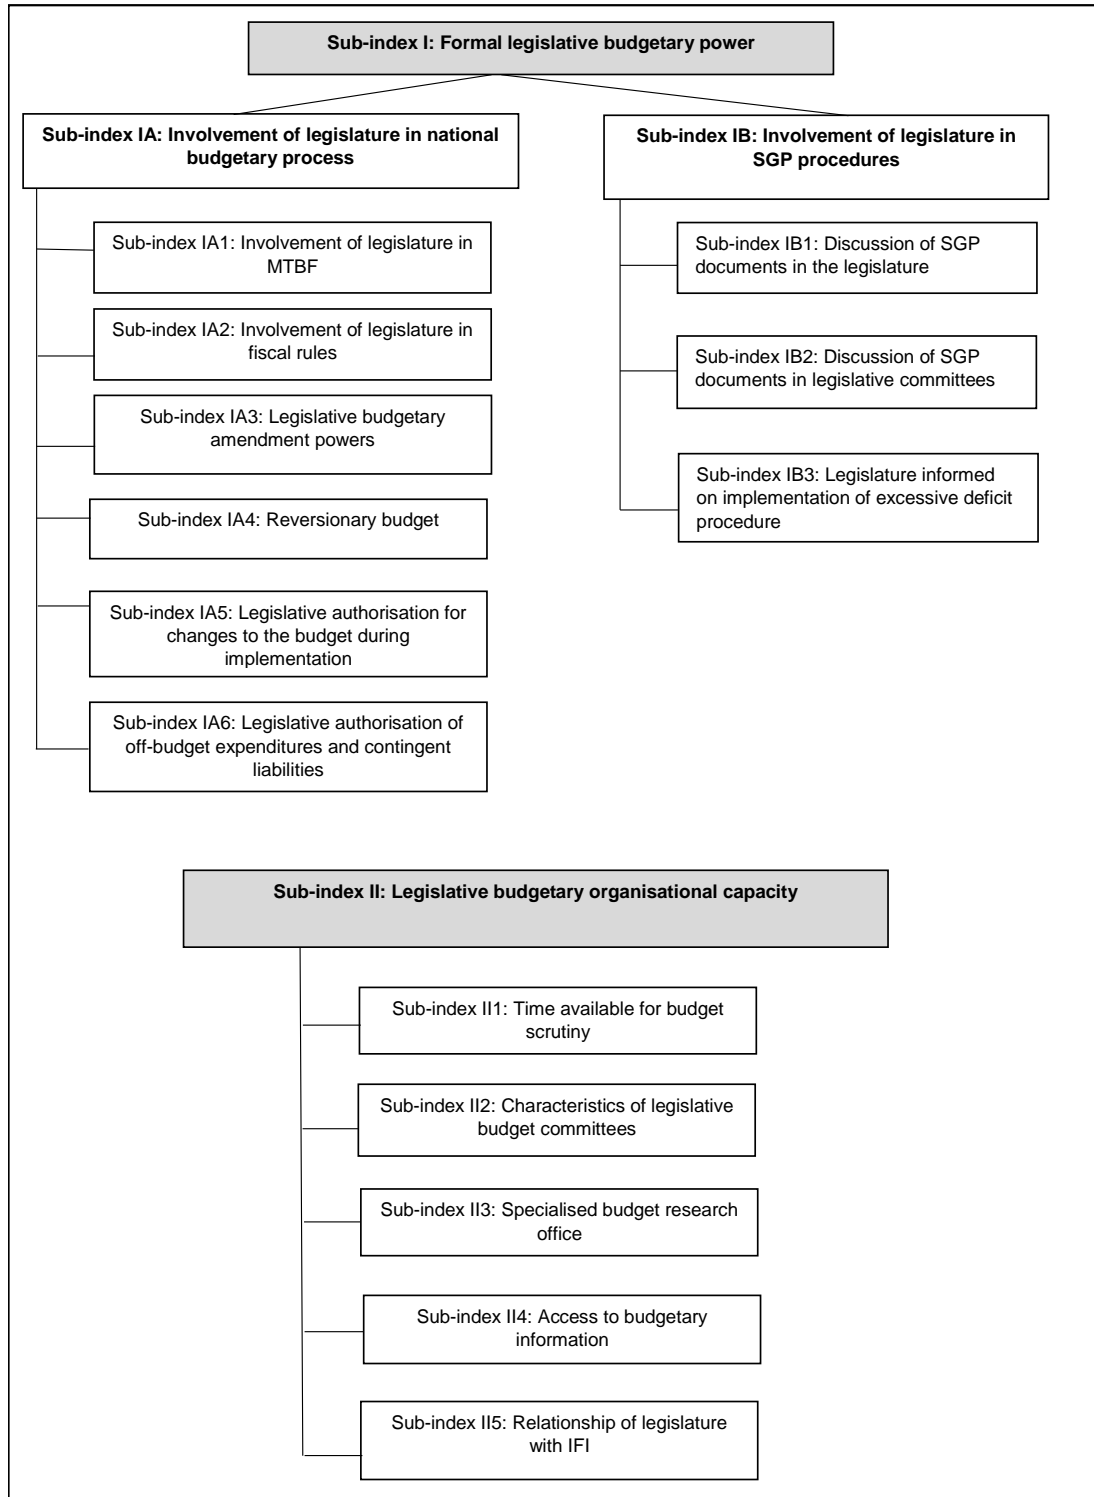 Sub-index I: Formal legislative budgetary power
Sub-index IA: Involvement of legislature in national
budgetary process
Sub-index IA1: Involvement of legislature in
MTBF
Sub-index IA2: Involvement of legislature in
fiscal rules
Sub-index IA3: Legislative budgetary
amendment powers
Sub-index IA4: Reversionary budget
Sub-index IA5: Legislative authorisation for
changes to the budget during
implementation
Sub-index IA6: Legislative authorisation of
off-budget expenditures and contingent
liabilities
Sub-index IB: Involvement of legislature in
SGP procedures
Sub-index IB1: Discussion of SGP
documents in the legislature
Sub-index IB2: Discussion of SGP
documents in legislative committees
Sub-index IB3: Legislature informed
on implementation of excessive deficit
procedure
Sub-index II: Legislative budgetary organisational capacity
Sub-index II1: Time available for budget
scrutiny
Sub-index II2: Characteristics of legislative
budget committees
Sub-index II3: Specialised budget research
office
Sub-index II4: Access to budgetary
information
Sub-index II5: Relationship of legislature
with IFI